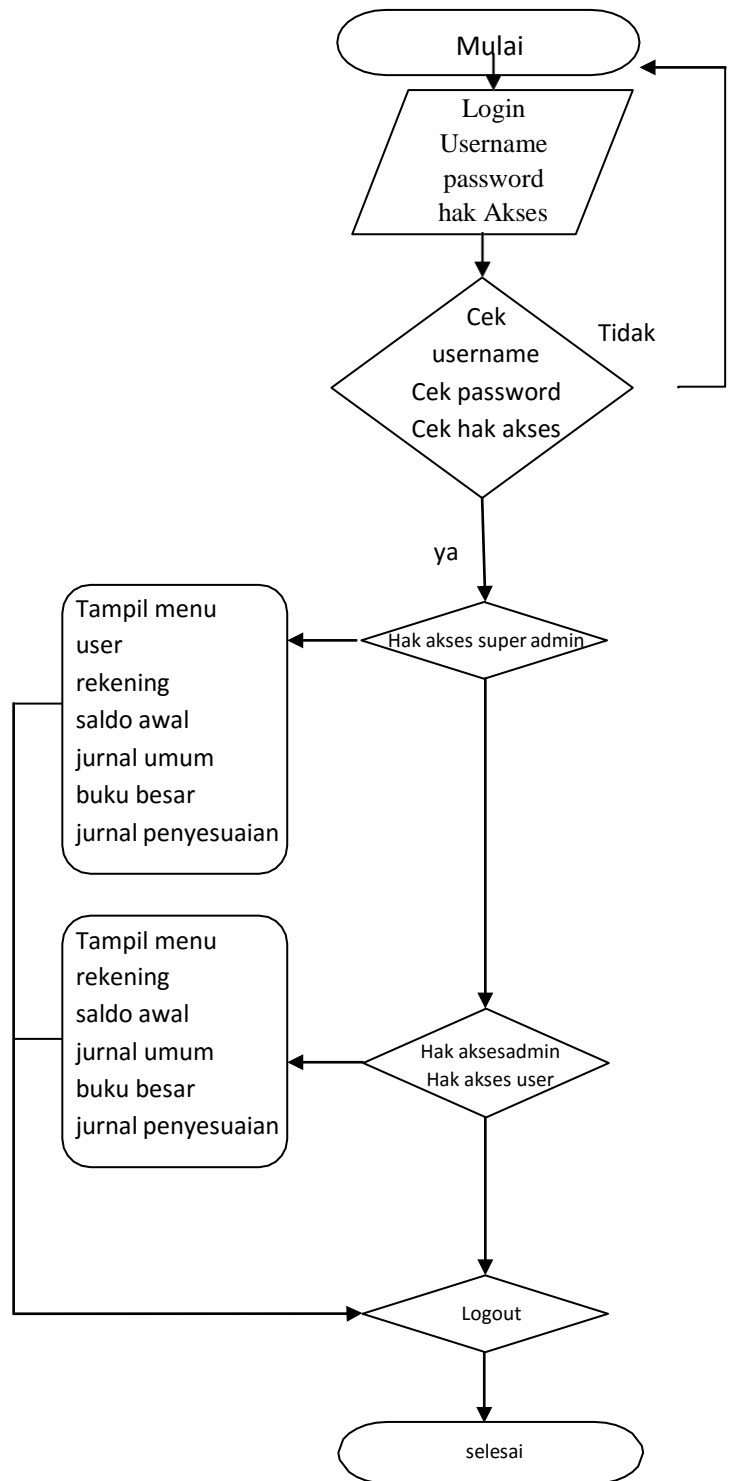 Mulai
Login
Username
password
hak Akses
Cek
username
Cek password
Cek hak akses
Tidak
ya
Hak akses super admin
Tampil menu
user
rekening
saldo awal
jurnal umum
buku besar
jurnal penyesuaian
Tampil menu
rekening
saldo awal
jurnal umum
buku besar
jurnal penyesuaian
Hak aksesadmin
Hak akses user
Logout
selesai